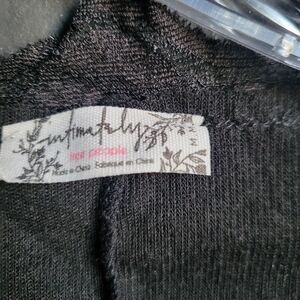 intimately
free people
Made in China Fabriqué en Chine
M M